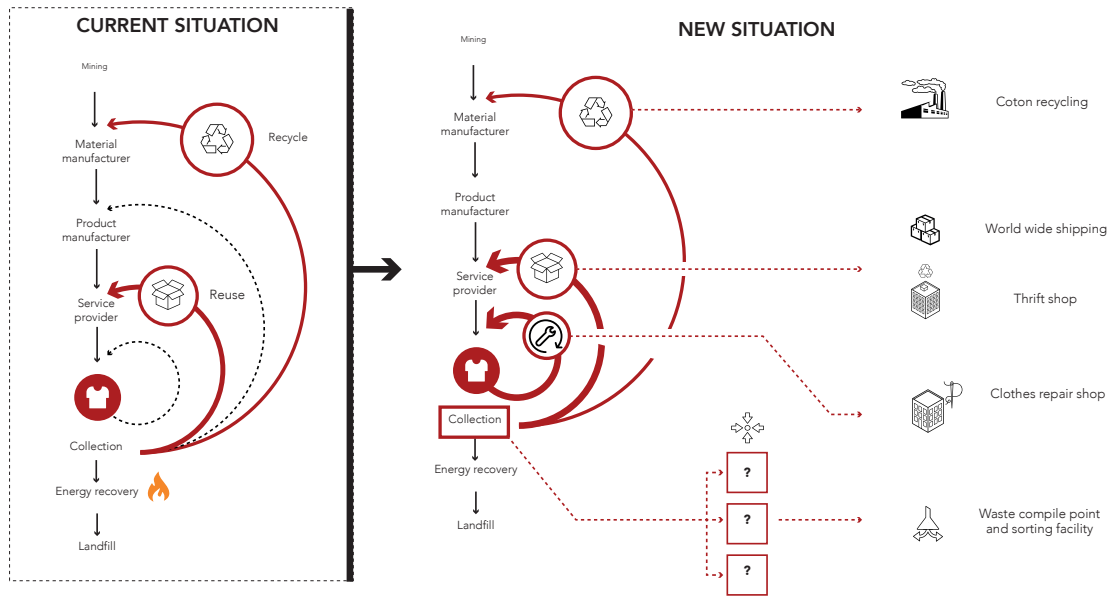 CURRENT SITUATION
Mining
Material
manufacturer
Recycle
Product
manufacturer
Reuse
Service
provider
Collection
Energy recovery
Landfill
NEW SITUATION
Mining
Material
manufacturer
Product
manufacturer
Service
provider
Collection
Energy recovery
Landfill
?
?
?
Coton recycling
World wide shipping
Thrift shop
Clothes repair shop
Waste compile point
and sorting facility